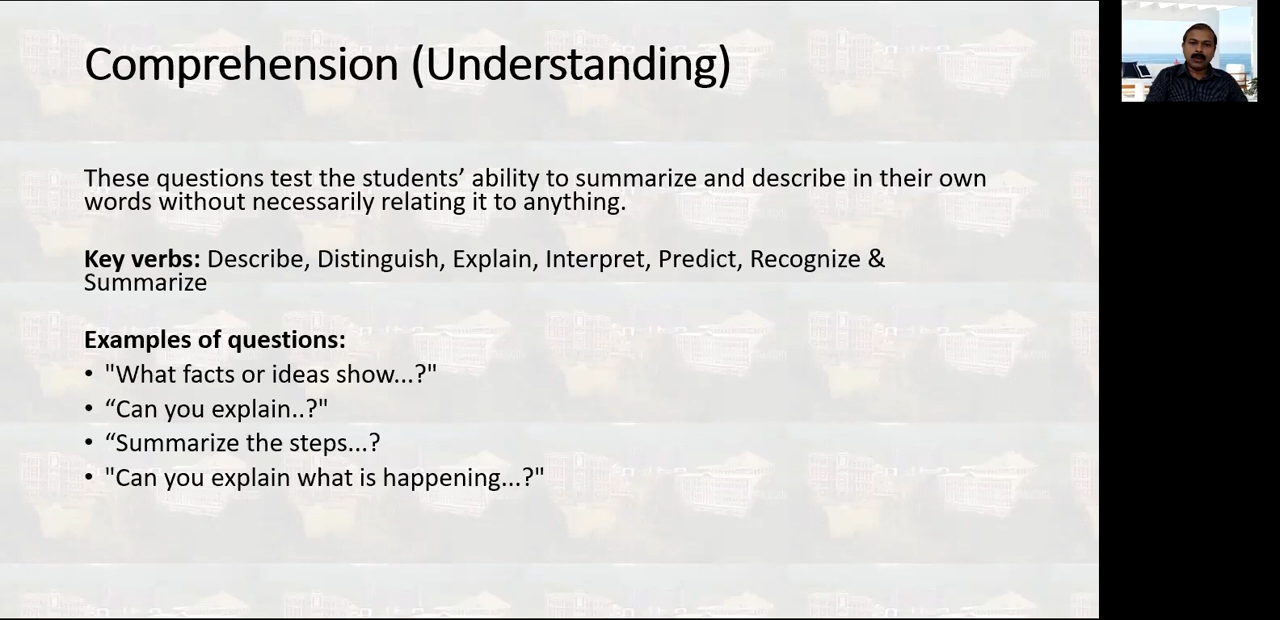 Comprehension (Understanding)
These questions test the students’ ability to summarize and describe in their own
words without necessarily relating it to anything.
Key verbs: Describe, Distinguish, Explain, Interpret, Predict, Recognize &
Summarize
Examples of questions:
• "What facts or ideas show...?"
• “Can you explain..?"
• “Summarize the steps...?
• "Can you explain what is happening...?"